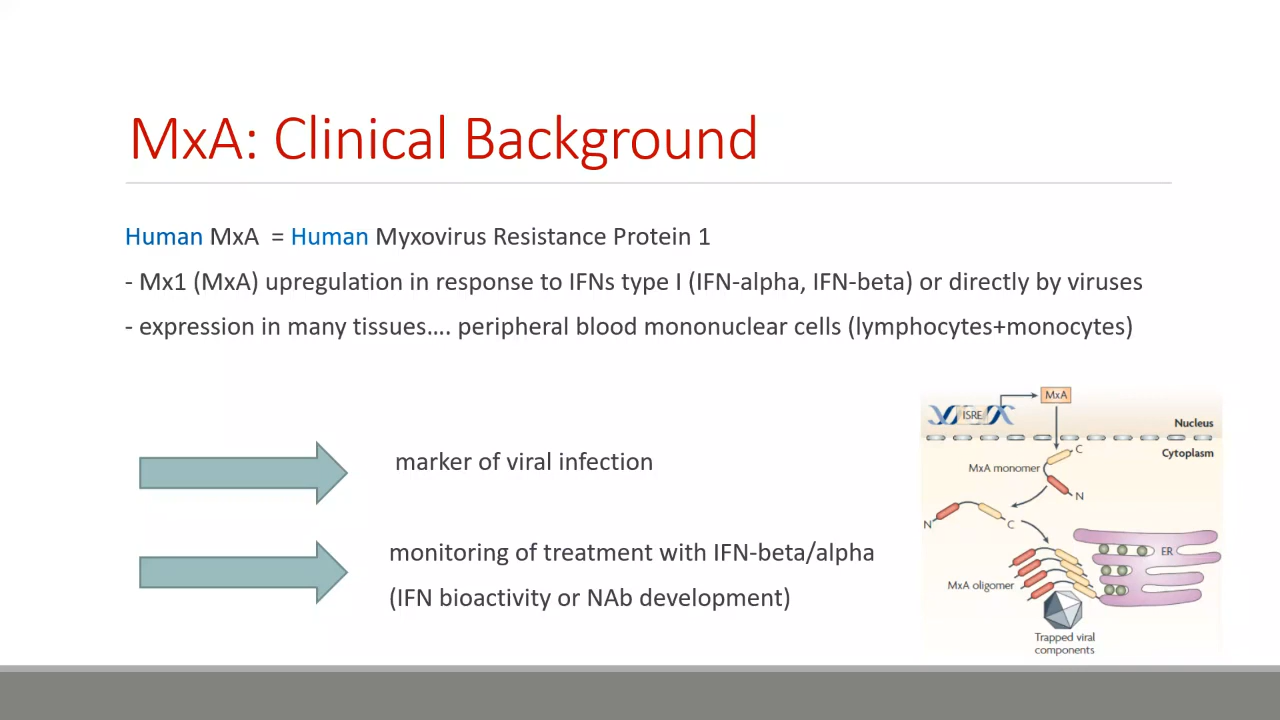 MxA: Clinical Background
Human MxA = Human Myxovirus Resistance Protein 1
- Mx1 (MxA) upregulation in response to IFNs type I (IFN-alpha, IFN-beta) or directly by viruses
- expression in many tissues…. peripheral blood mononuclear cells (lymphocytes+monocytes)
marker of viral infection
monitoring of treatment with IFN-beta/alpha
(IFN bioactivity or NAb development)
MxA
ISRE
Nucleus
Cytoplasm
C
MxA monomer
N
N
C
ER
MxA oligomer
Trapped viral
components